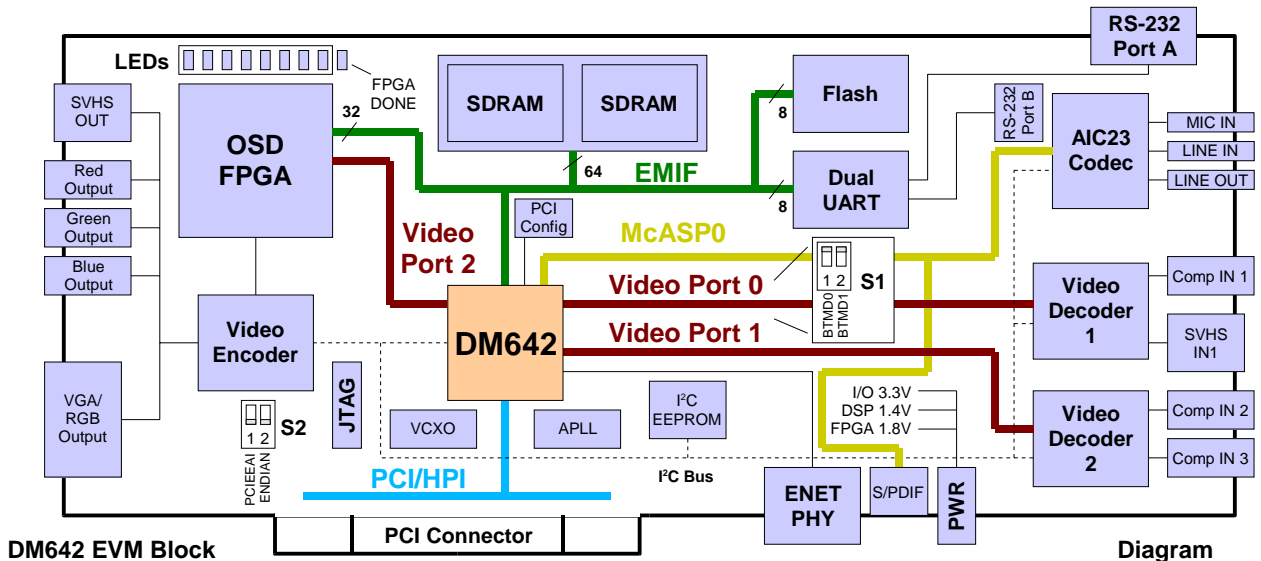 RS-232
Port A
LEDs
FPGA
DONE
SVHS
OUT
OSD
FPGA
32
SDRAM
SDRAM
64
EMIF
8
Flash
8
Dual
UART
RS-232
Port B
AIC23
Codec
MIC IN
LINE IN
LINE OUT
Red
Output
Green
Output
Blue
Output
PCI
Config
Video
Port 2
McASP0
Video Port 0
Video Port 1
1 2
S1
BTMD0
BTMD1
Video
Decoder
1
Comp IN 1
SVHS
IN1
Video
Encoder
DM642
VGA/
RGB
Output
1 2
S2
PCIEEAI
ENDIAN
JTAG
VCXO
APLL
I²C
EEPROM
I/O 3.3V
DSP 1.4V
FPGA 1.8V
Video
Decoder
2
Comp IN 2
Comp IN 3
PCI/HPI
I²C Bus
ENET
PHY
S/PDIF
PWR
PCI Connector
DM642 EVM Block
Diagram